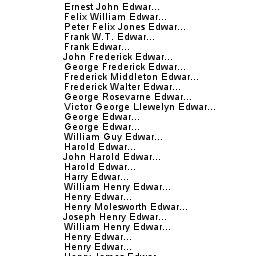 Ernest John Edwar...
Felix William Edwar...
Peter Felix Jones Edwar...
Frank W.T. Edwar...
Frank Edwar...
John Frederick Edwar...
George Frederick Edwar...
Frederick Middleton Edwar...
Frederick Walter Edwar...
George Rosevarne Edwar...
Victor George Llewelyn Edwar...
George Edwar...
George Edwar...
William Guy Edwar...
Harold Edwar...
John Harold Edwar...
Harold Edwar...
Harry Edwar...
William Henry Edwar...
Henry Edwar...
Henry Molesworth Edwar...
Joseph Henry Edwar...
William Henry Edwar...
Henry Edwar...
Henry Edwar...
Henry James Edwar...